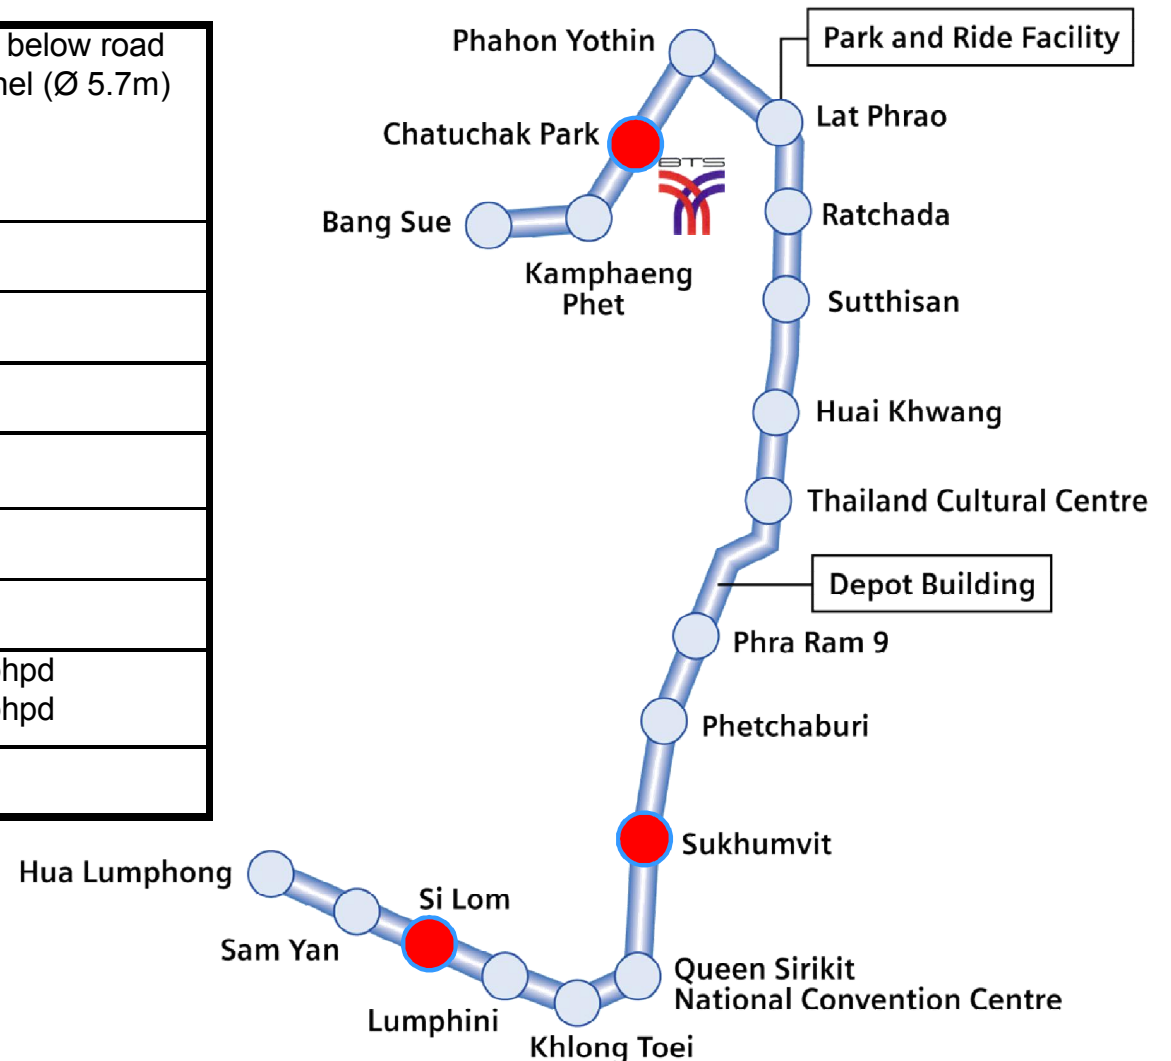 below road
nel (Ø 5.7m)
hpd
hpd
Phahon Yothin
Park and Ride Facility
Chatuchak Park
Lat Phrao
BTS
Bang Sue
Ratchada
Kamphaeng
Phet
Sutthisan
Huai Khwang
Thailand Cultural Centre
Depot Building
Phra Ram 9
Phetchaburi
Sukhumvit
Hua Lumphong
Si Lom
Sam Yan
Queen Sirikit
National Convention Centre
Lumphini
Khlong Toei